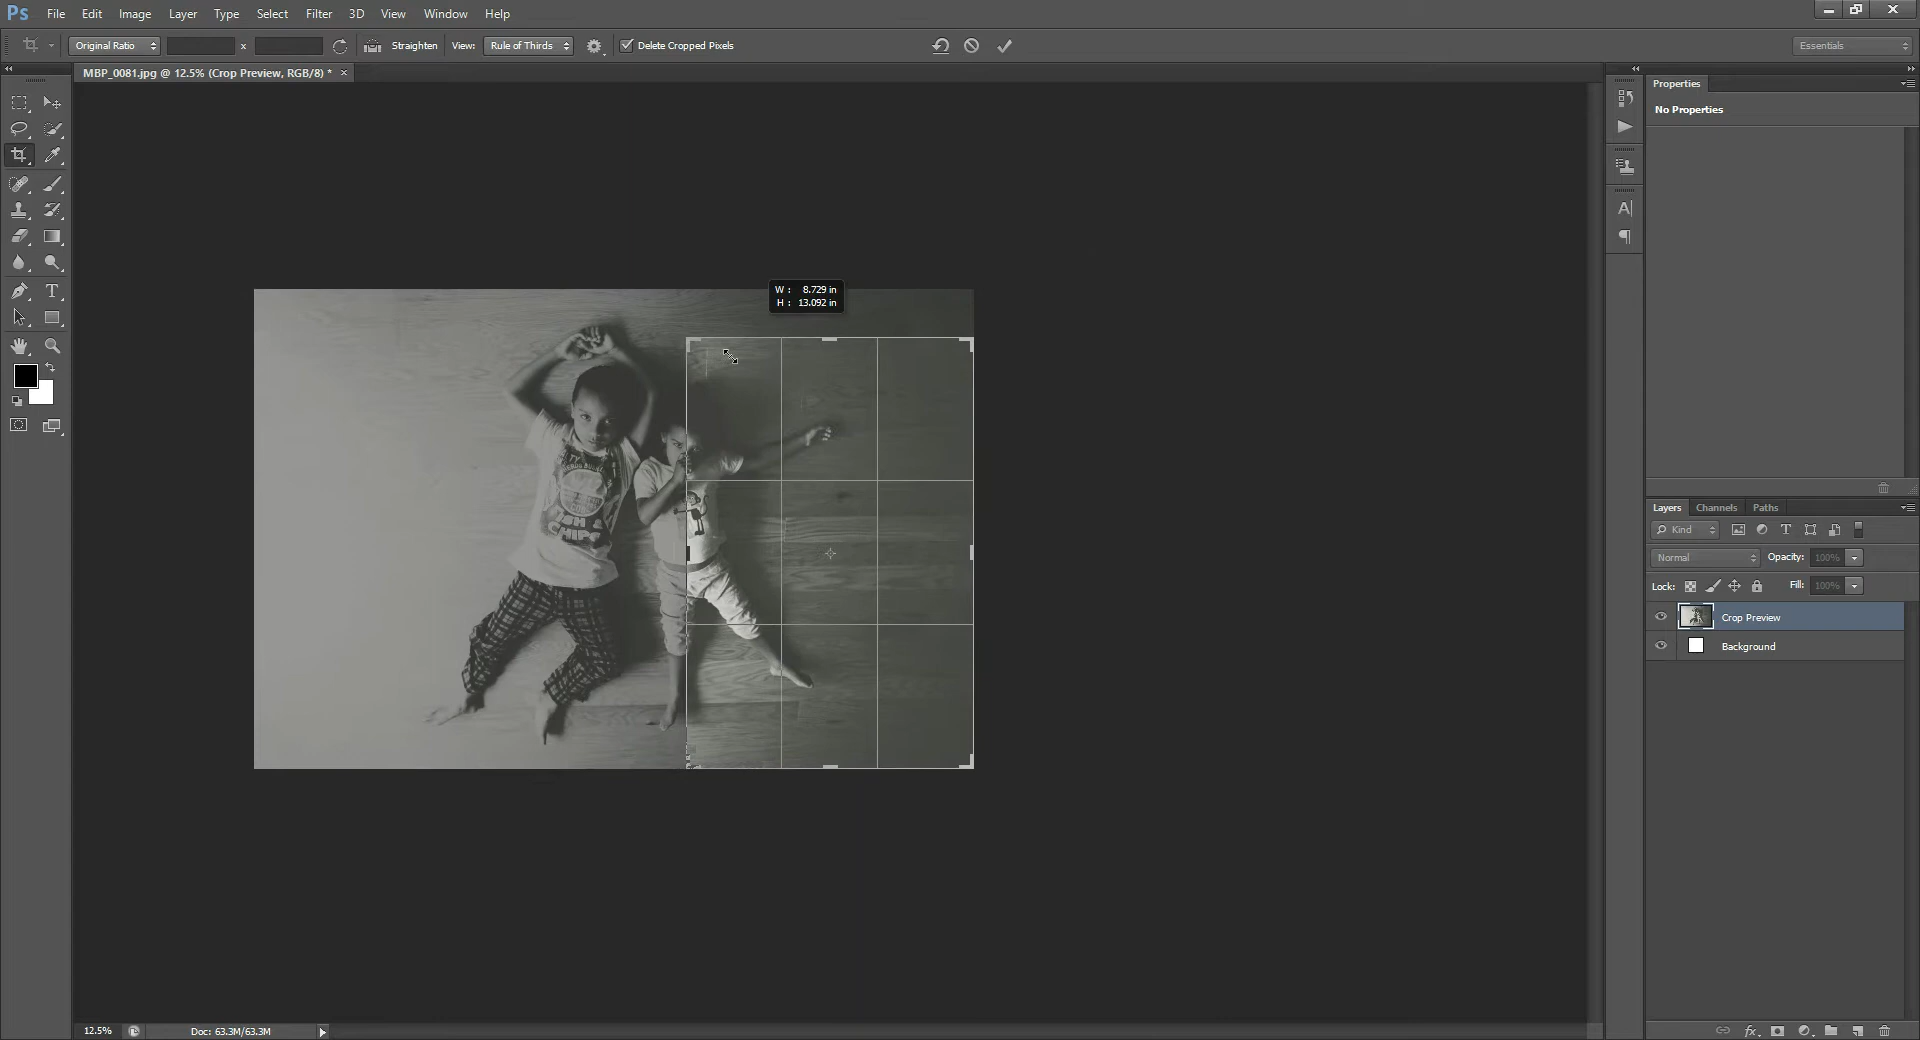 Ps File Edit Image Layer Type Select Filter 3D View Window Help
Original Ratio x Straighten View: Rule of Thirds Delete Cropped Pixels Essentials
MBP_0081.jpg @ 12.5% (Crop Preview, RGB/8) * ×
Properties
No Properties
W : 8.729 in
H : 13.092 in
CHIPS
Layers Channels Paths
Kind
Normal Opacity: 100%
Lock: Fill: 100%
Crop Preview
Background
12.5% Doc: 63.3M/63.3M